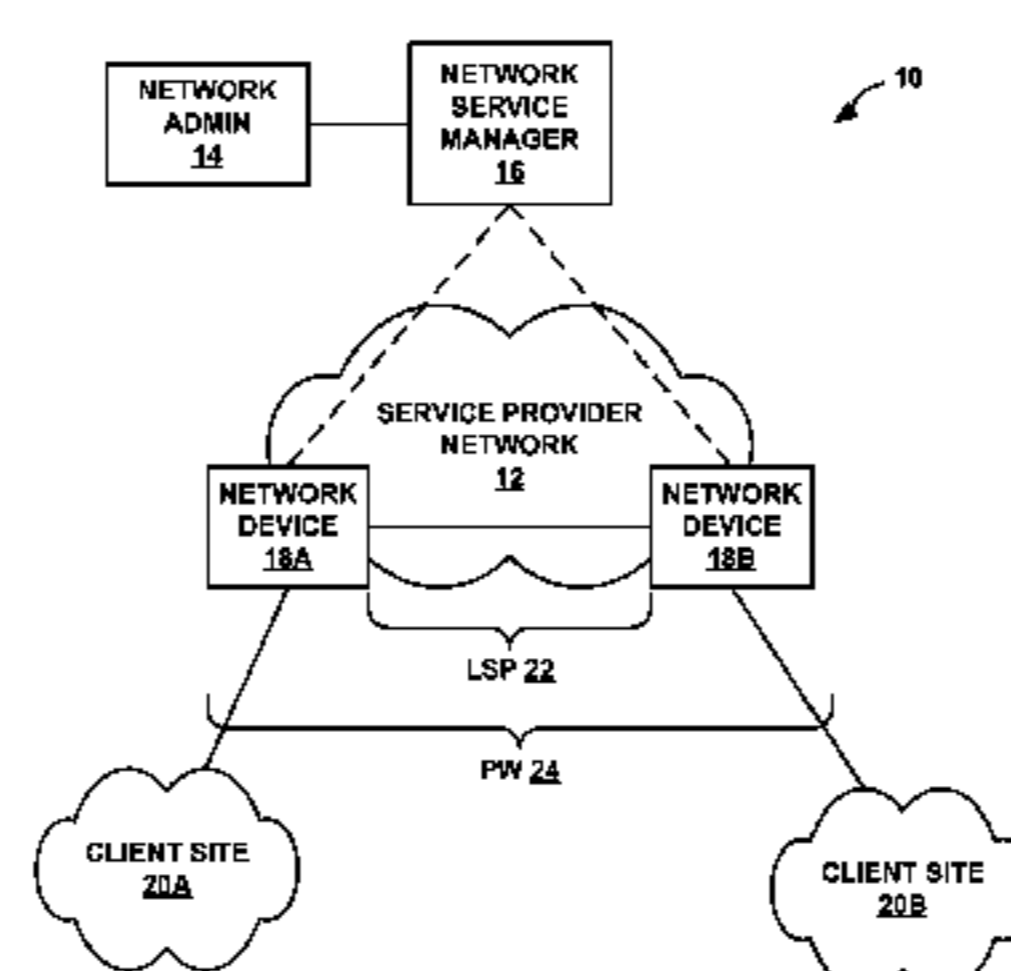 NETWORK
ADMIN
14
NETWORK
SERVICE
MANAGER
16
10
SERVICE PROVIDER
NETWORK
12
NETWORK
DEVICE
18A
NETWORK
DEVICE
18B
LSP 22
PW 24
CLIENT SITE
20A
CLIENT SITE
20B